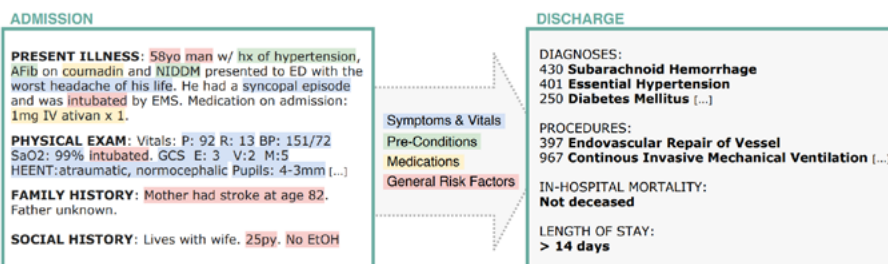 ADMISSION
PRESENT ILLNESS: 58yo man w/ hx of hypertension,
AFib on coumadin and NIDDM presented to ED with the
worst headache of his life. He had a syncopal episode
and was intubated by EMS. Medication on admission:
1mg IV ativan x 1.
PHYSICAL EXAM: Vitals: P: 92 R: 13 BP: 151/72
SaO2: 99% intubated. GCS E: 3 V:2 M:5
HEENT:atraumatic, normocephalic Pupils: 4-3mm [...]
FAMILY HISTORY: Mother had stroke at age 82.
Father unknown.
SOCIAL HISTORY: Lives with wife. 25py. No EtOH
Symptoms & Vitals
Pre-Conditions
Medications
General Risk Factors
DISCHARGE
DIAGNOSES:
430 Subarachnoid Hemorrhage
401 Essential Hypertension
250 Diabetes Mellitus [...]
PROCEDURES:
397 Endovascular Repair of Vessel
967 Continous Invasive Mechanical Ventilation [...]
IN-HOSPITAL MORTALITY:
Not deceased
LENGTH OF STAY:
> 14 days